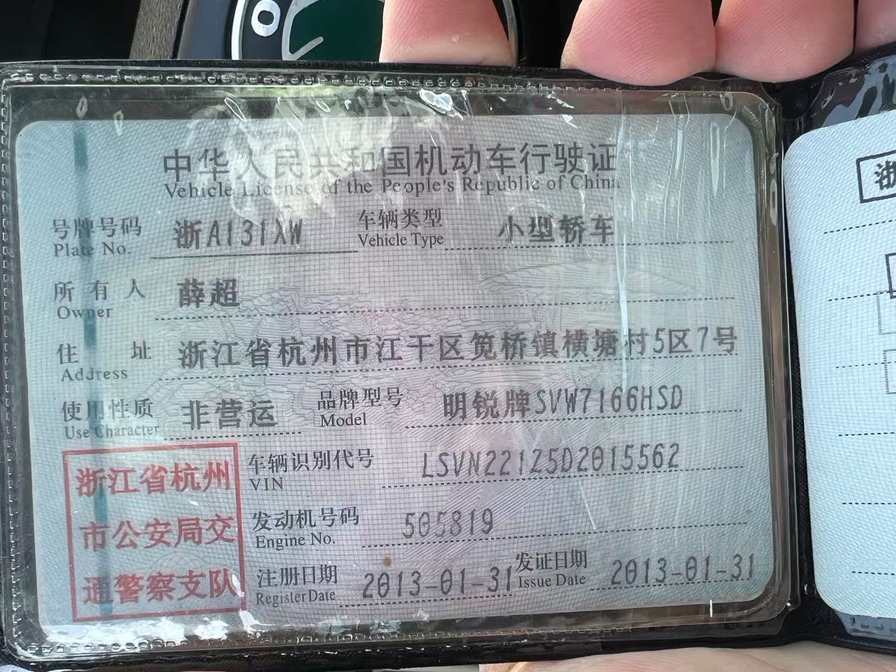 0
中华人民共和国机动车行驶证
Vehicle License of the People's Republic of China
号牌号码 浙A131XW 车辆类型 小型轿车
Plate No. Vehicle Type
所有人 薛超
Owner
住址 浙江省杭州市江干区笕桥镇横塘村5区7号
Address
使用性质 非营运 品牌型号 明锐牌SVW7166HSD
Use Character Model
浙江省杭州 车辆识别代号 LSVN221Z5D2015562
VIN
市公安局交 发动机号码 505819
Engine No.
通警察支队 注册日期 2013-01-31 发证日期 2013-01-31
Register Date Issue Date
浙